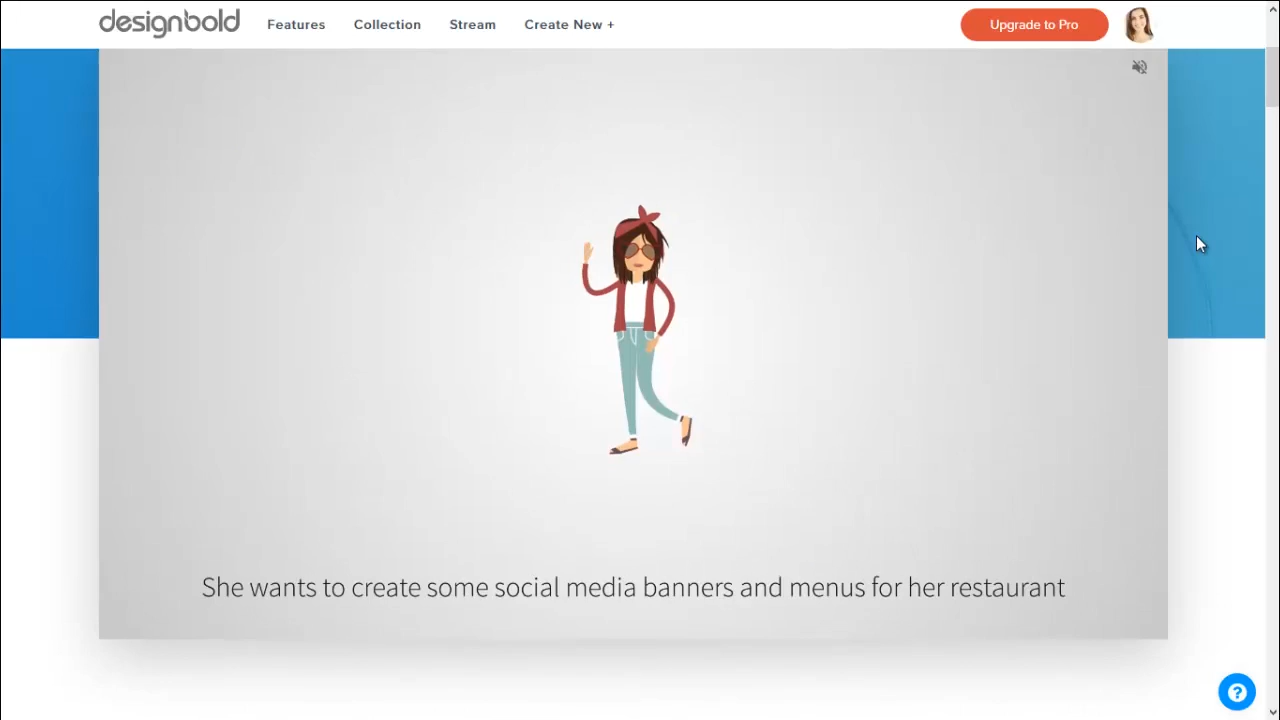 designbold Features Collection Stream Create New + Upgrade to Pro
She wants to create some social media banners and menus for her restaurant
?